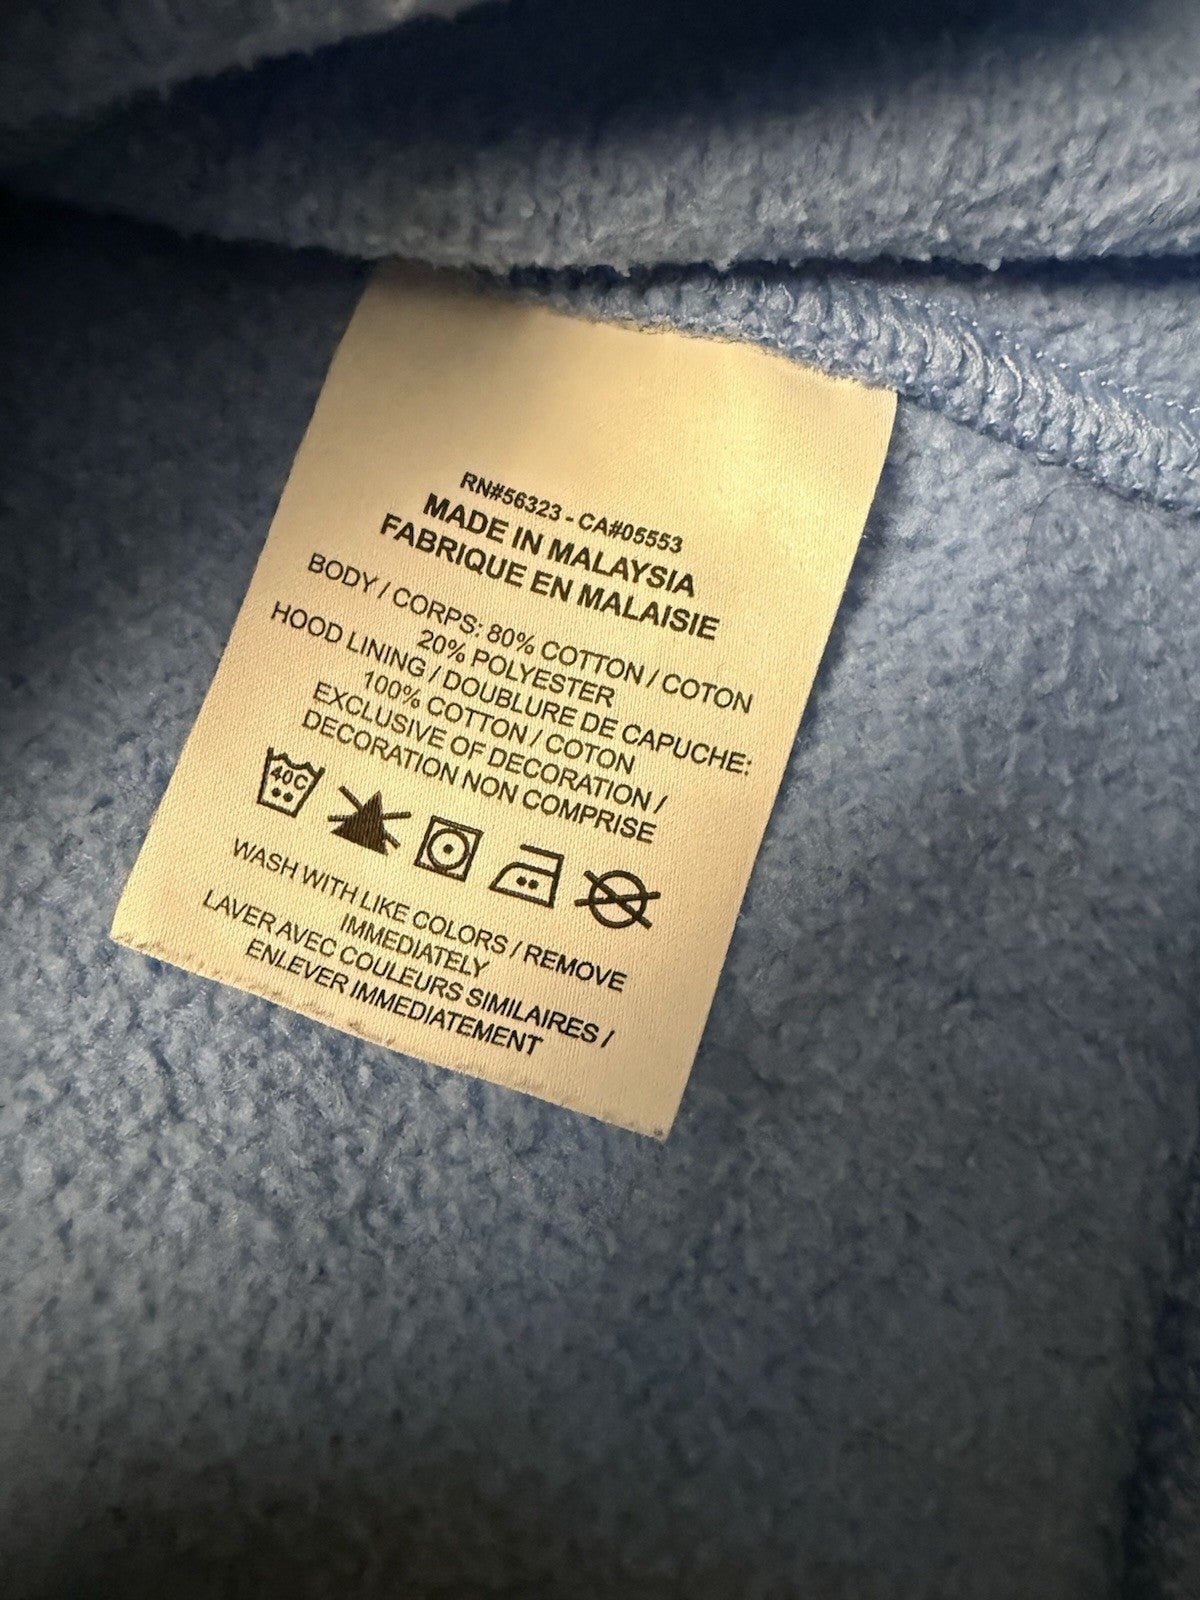 RN#56323 - CA#05553
MADE IN MALAYSIA
FABRIQUE EN MALAISIE
BODY / CORPS: 80% COTTON / COTON
20% POLYESTER
HOOD LINING / DOUBLURE DE CAPUCHE:
100% COTTON / COTON
EXCLUSIVE OF DECORATION /
DECORATION NON COMPRISE
40C
WASH WITH LIKE COLORS / REMOVE
IMMEDIATELY
LAVER AVEC COULEURS SIMILAIRES /
ENLEVER IMMEDIATEMENT